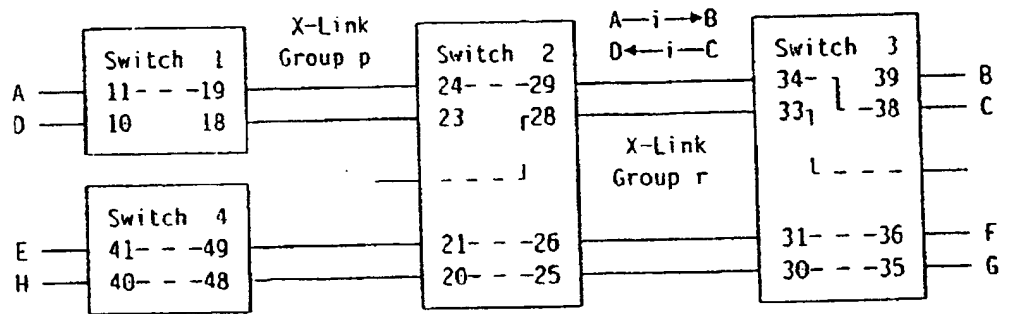 X-Link
Group p
A—i—►B
D◄—i—C
Switch 1
A 11- - -19
D 10 18
Switch 2
24- - -29
23 28
21- - -26
20- - -25
X-Link
Group r
Switch 3
34- 39 B
33 -38 C
31- - -36 F
30- - -35 G
Switch 4
E 41- - -49
H 40- - -48